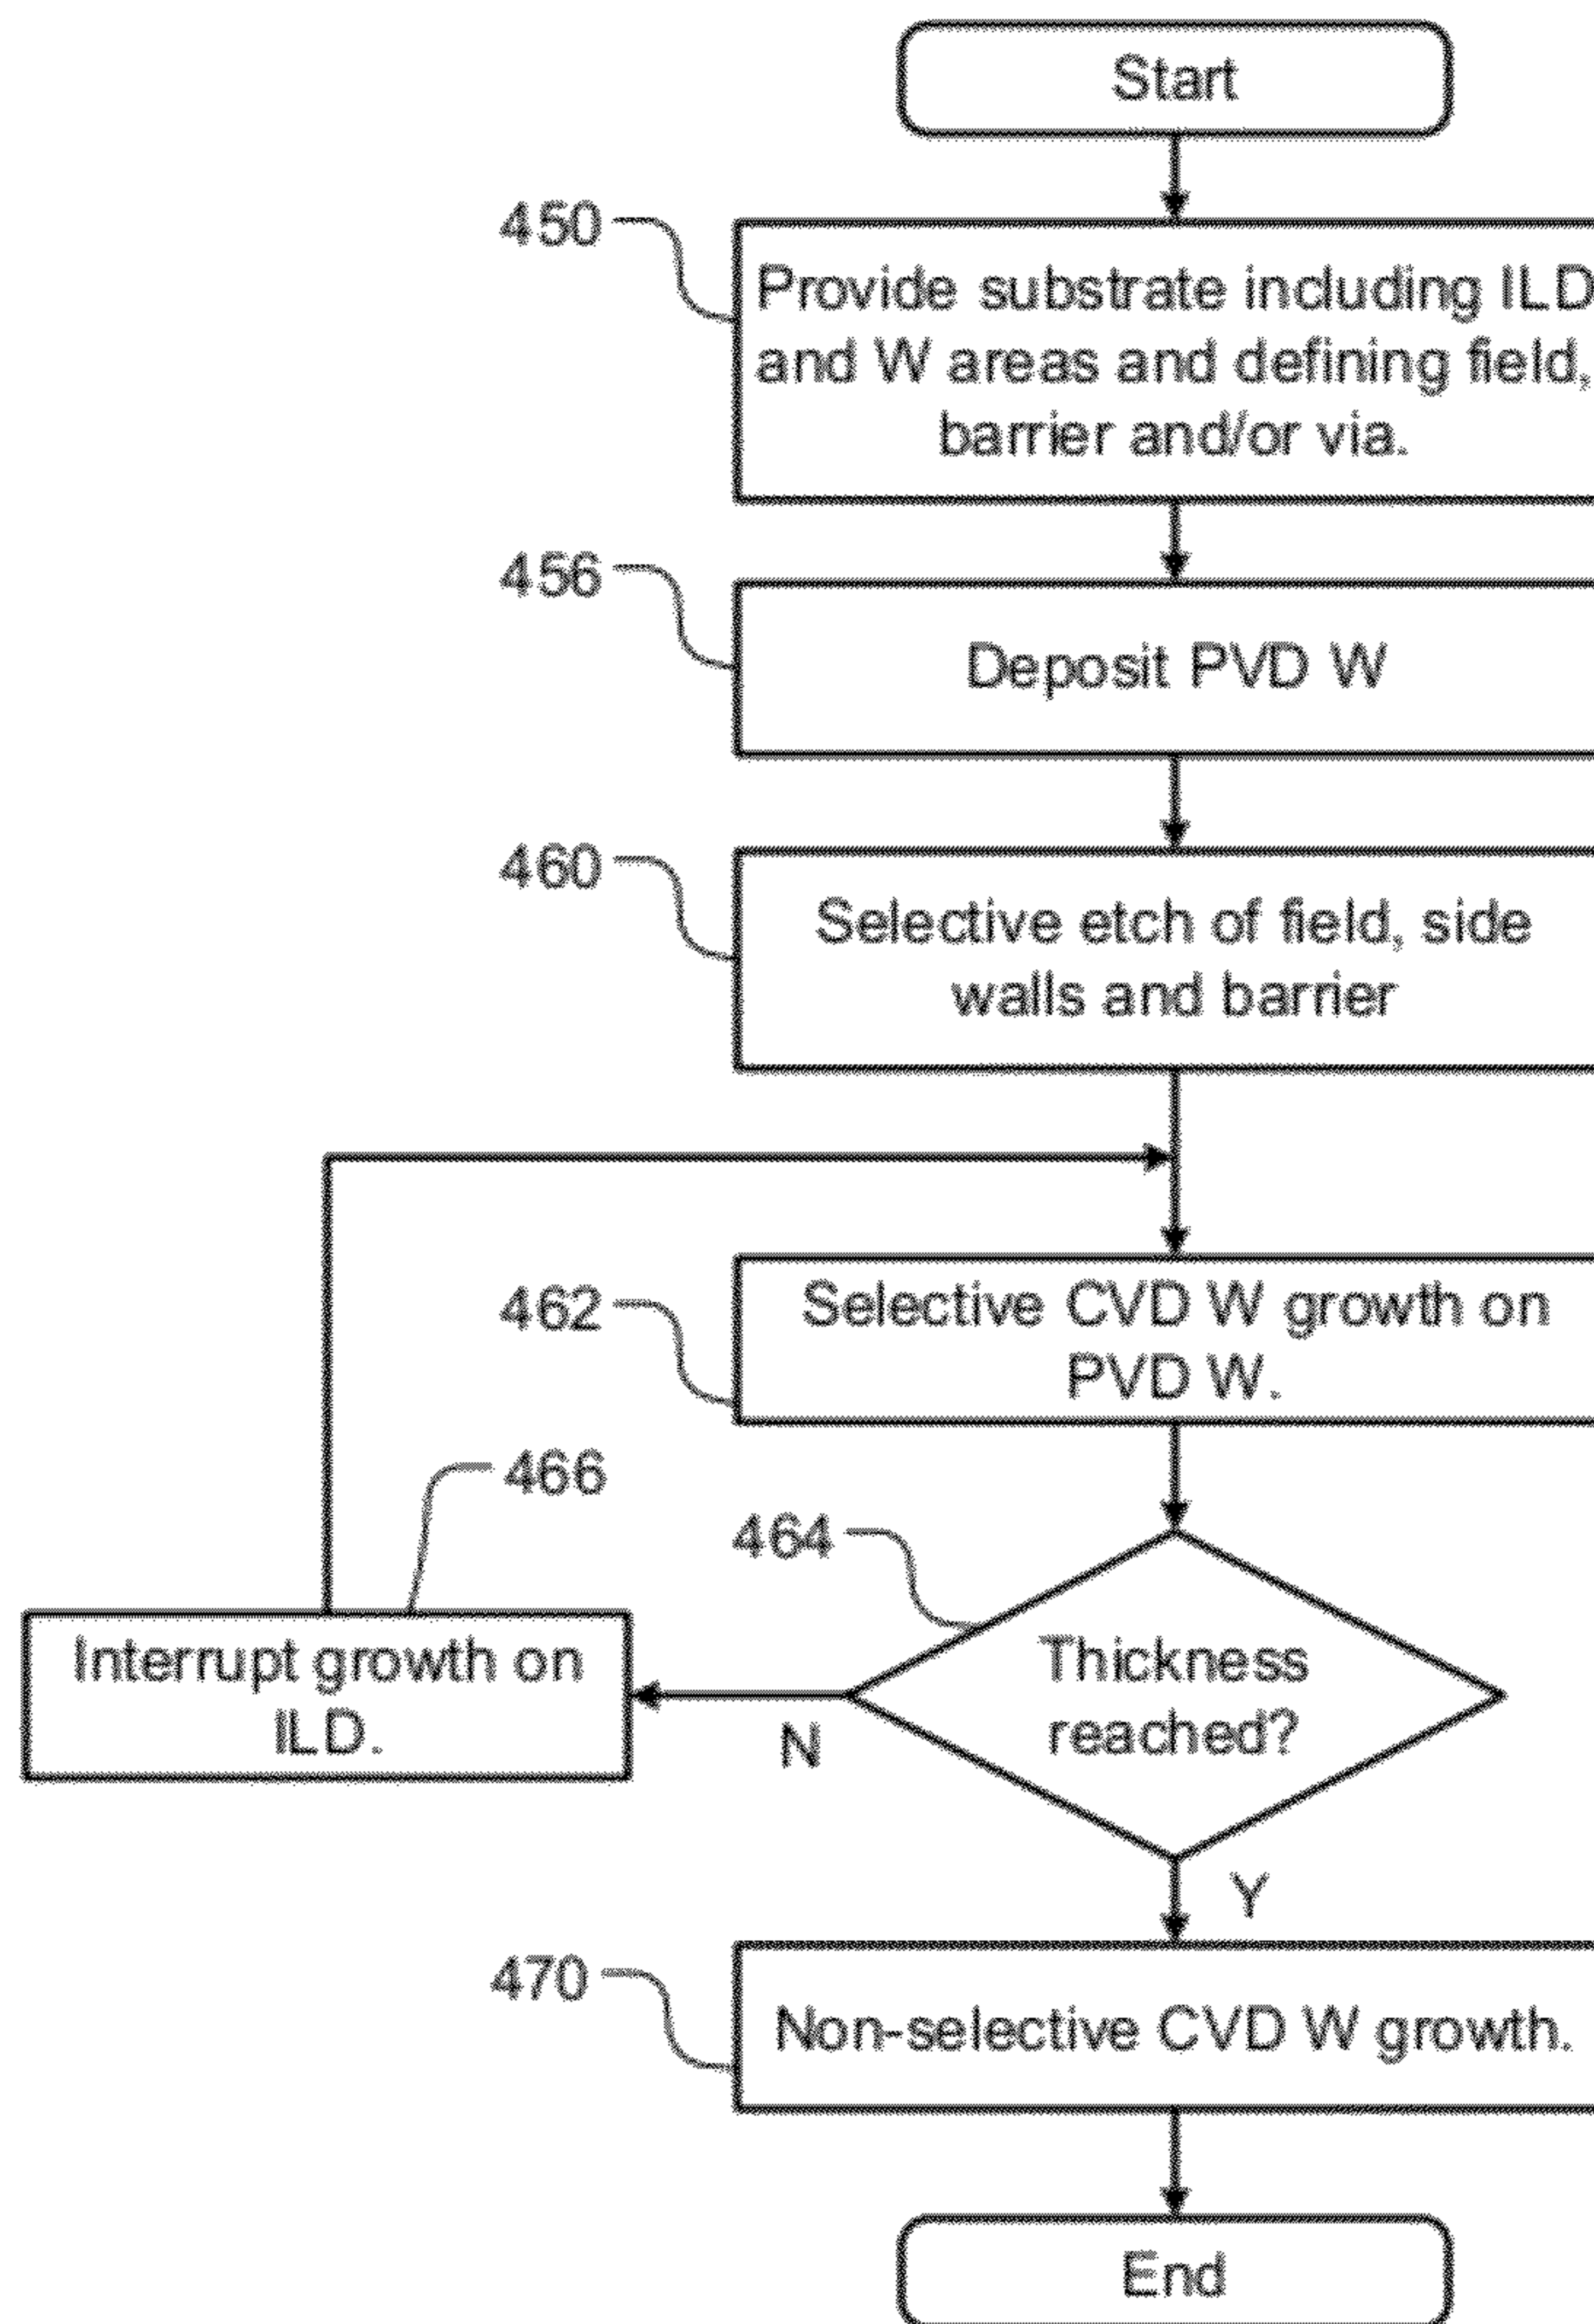 Start
450
Provide substrate including ILD
and W areas and defining field,
barrier and/or via.
456
Deposit PVD W
460
Selective etch of field, side
walls and barrier
462
Selective CVD W growth on
PVD W.
466
464
Thickness
reached?
Interrupt growth on
ILD.
N
Y
470
Non-selective CVD W growth.
End